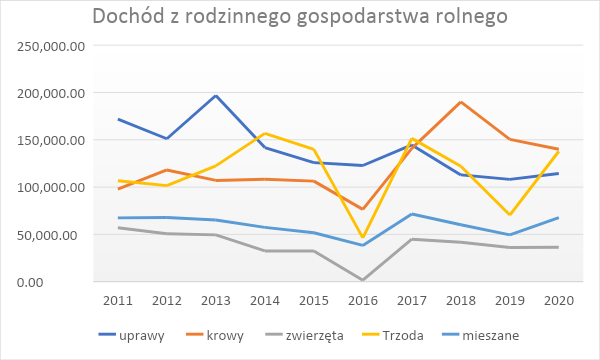 Dochód z rodzinnego gospodarstwa rolnego
250,000.00
200,000.00
150,000.00
100,000.00
50,000.00
0.00
2011 2012 2013 2014 2015 2016 2017 2018 2019 2020
uprawy krowy zwierzęta Trzoda mieszane